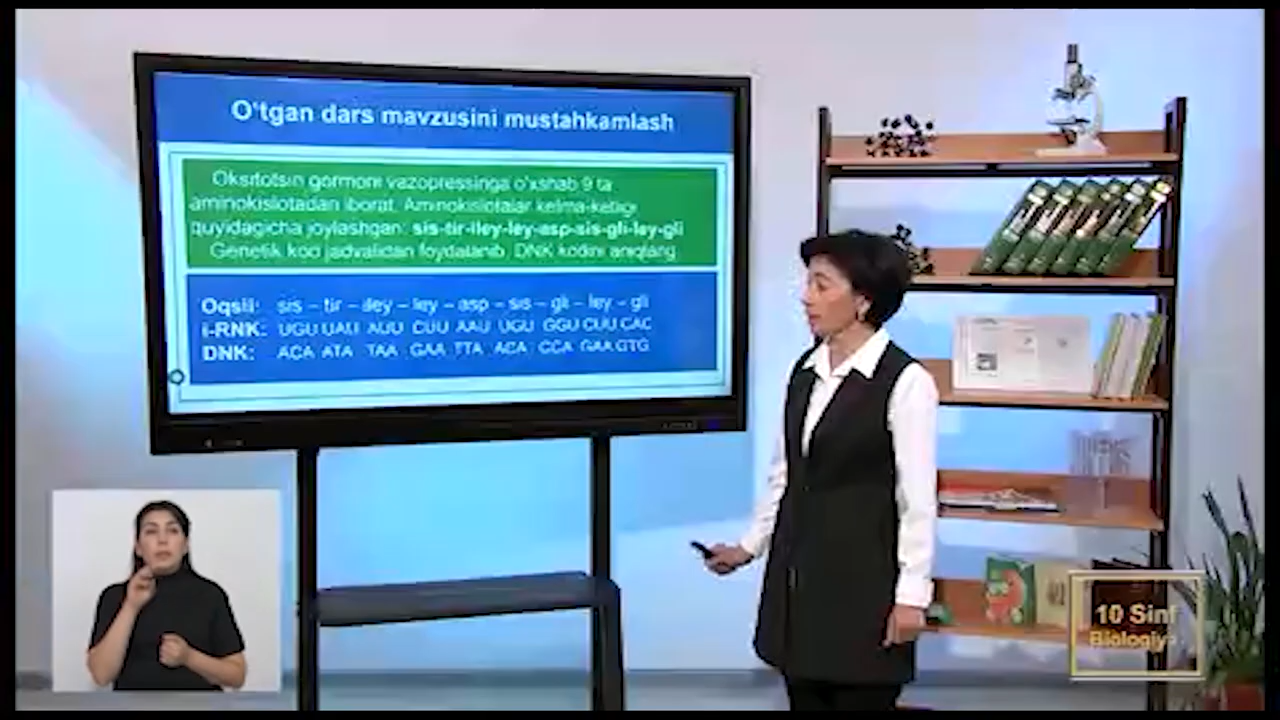 O'tgan dars mavzusini mustahkamlash
Oksitotsin gormoni vazopressinga o'xshab 9 ta
aminokislotadan iborat. Aminokislotalar ketma-ketligi
quyidagicha joylashgan: sis-tir-iley-ley-asp-sis-gli-ley-gli
Genetik kod jadvalidan foydalanib, DNK kodini aniqlang
Oqsil: sis – tir – iley – ley – asp – sis – gli – ley – gli
i-RNK: UGU UAU AUU CUU AAU UGU GGU CUU CAC
DNK: ACA ATA TAA GAA TTA ACA CCA GAA GTG
10 Sinf
Biologiya